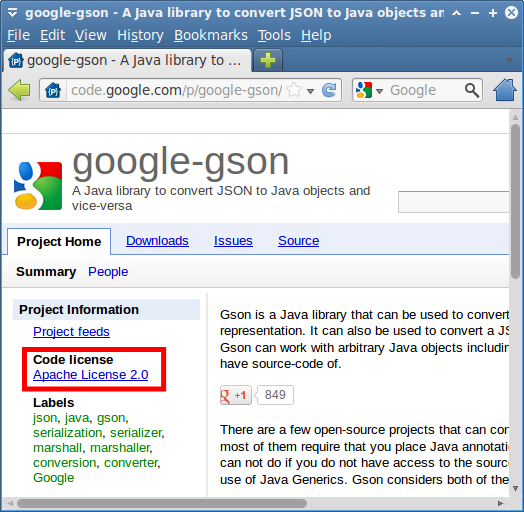 google-gson - A Java library to convert JSON to Java objects an
File Edit View History Bookmarks Tools Help
google-gson - A Java library to ...
code.google.com/p/google-gson/ Google
google-gson
A Java library to convert JSON to Java objects and
vice-versa
Project Home Downloads Issues Source
Summary People
Project Information
Project feeds
Code license
Apache License 2.0
Labels
json, java, gson,
serialization, serializer,
marshall, marshaller,
conversion, converter,
Google
Gson is a Java library that can be used to convert
representation. It can also be used to convert a JS
Gson can work with arbitrary Java objects includin
have source-code of.
g +1 849
There are a few open-source projects that can con
most of them require that you place Java annotatio
can not do if you do not have access to the source
use of Java Generics. Gson considers both of the